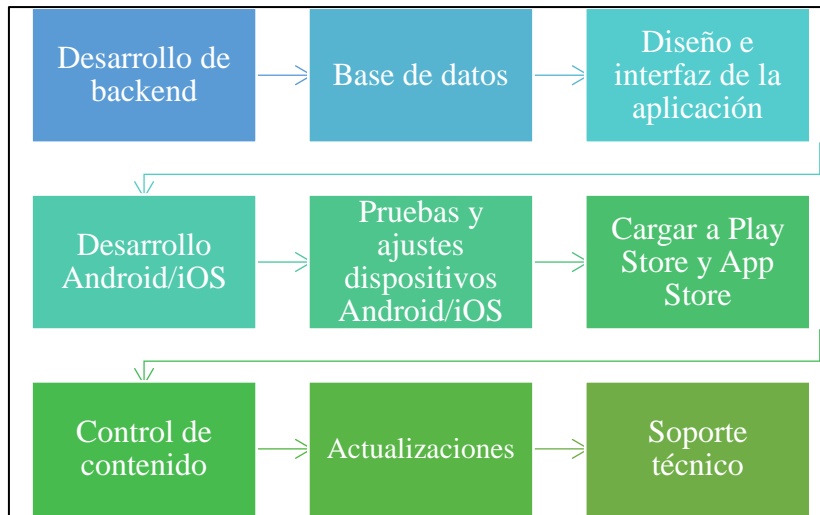 Desarrollo de
backend
Base de datos
Diseño e
interfaz de la
aplicación
Desarrollo
Android/iOS
Pruebas y
ajustes
dispositivos
Android/iOS
Cargar a Play
Store y App
Store
Control de
contenido
Actualizaciones
Soporte
técnico